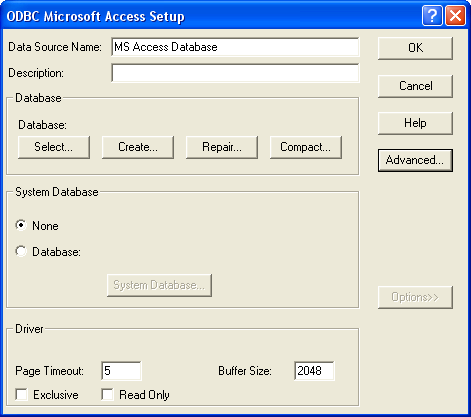 ODBC Microsoft Access Setup
Data Source Name: MS Access Database OK
Description:
Cancel
Database
Database:
Help
Select... Create... Repair... Compact...
Advanced...
System Database
None
Database:
System Database...
Options>>
Driver
Page Timeout: 5 Buffer Size: 2048
Exclusive Read Only